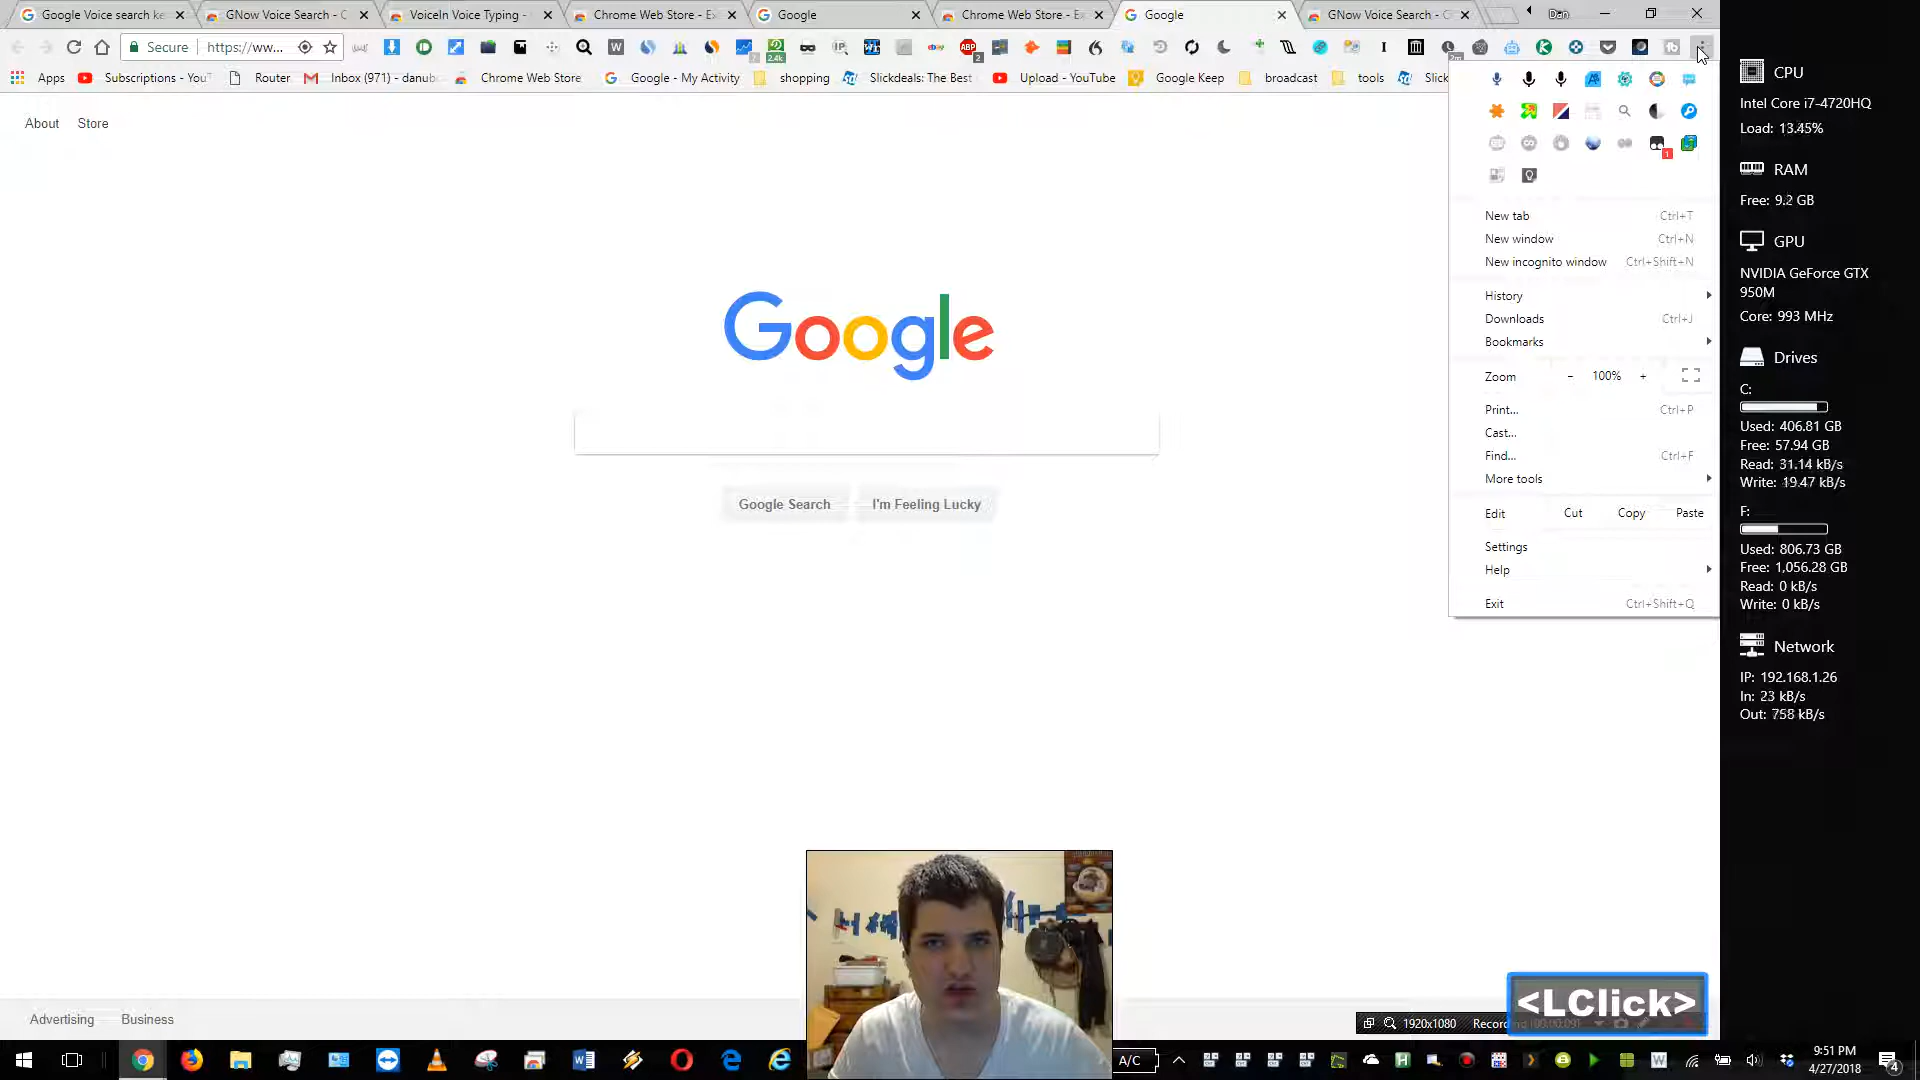 Google Voice search ke
GNow Voice Search - C
VoiceIn Voice Typing -
Chrome Web Store - Ex
Google
Chrome Web Store - Ex
Google
GNow Voice Search - C
Dan
Secure
https://ww...
Apps
Subscriptions - YouT
Router
Inbox (971) - danub
Chrome Web Store
Google - My Activity
shopping
Slickdeals: The Best
Upload - YouTube
Google Keep
broadcast
tools
Slick
About
Store
Google
Google Search
I'm Feeling Lucky
New tab Ctrl+T
New window Ctrl+N
New incognito window Ctrl+Shift+N
History
Downloads Ctrl+J
Bookmarks
Zoom - 100% +
Print... Ctrl+P
Cast...
Find... Ctrl+F
More tools
Edit Cut Copy Paste
Settings
Help
Exit Ctrl+Shift+Q
CPU
Intel Core i7-4720HQ
Load: 13.45%
RAM
Free: 9.2 GB
GPU
NVIDIA GeForce GTX
950M
Core: 993 MHz
Drives
C:
Used: 406.81 GB
Free: 57.94 GB
Read: 31.14 kB/s
Write: 19.47 kB/s
F:
Used: 806.73 GB
Free: 1,056.28 GB
Read: 0 kB/s
Write: 0 kB/s
Network
IP: 192.168.1.26
In: 23 kB/s
Out: 758 kB/s
Advertising
Business
<LClick>
1920x1080
A/C
9:51 PM
4/27/2018
4